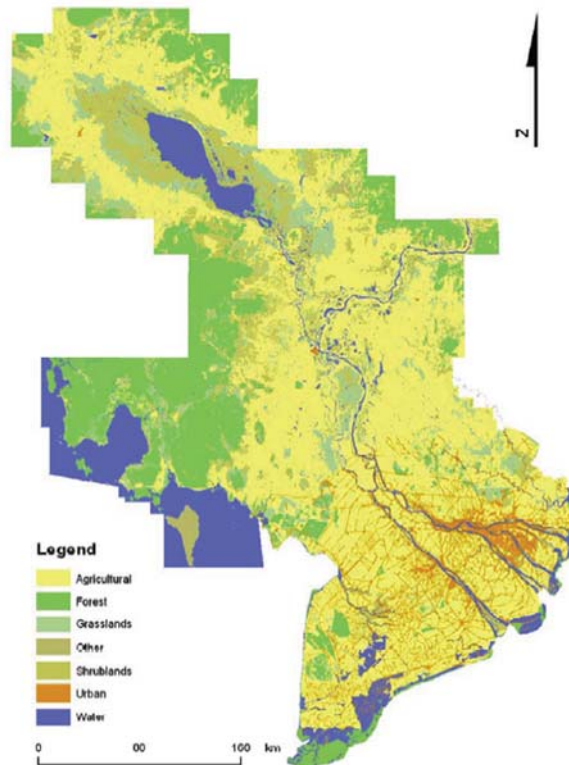 N
Legend
Agricultural
Forest
Grasslands
Other
Shrublands
Urban
Water
0 00 100 km